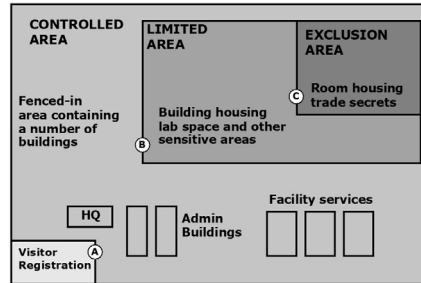 CONTROLLED
AREA
LIMITED
AREA
EXCLUSION
AREA
Fenced-in
area containing
a number of
buildings
Building housing
lab space and other
sensitive areas
Room housing
trade secrets
C
B
HQ
Admin
Buildings
Facility services
Visitor
Registration
A